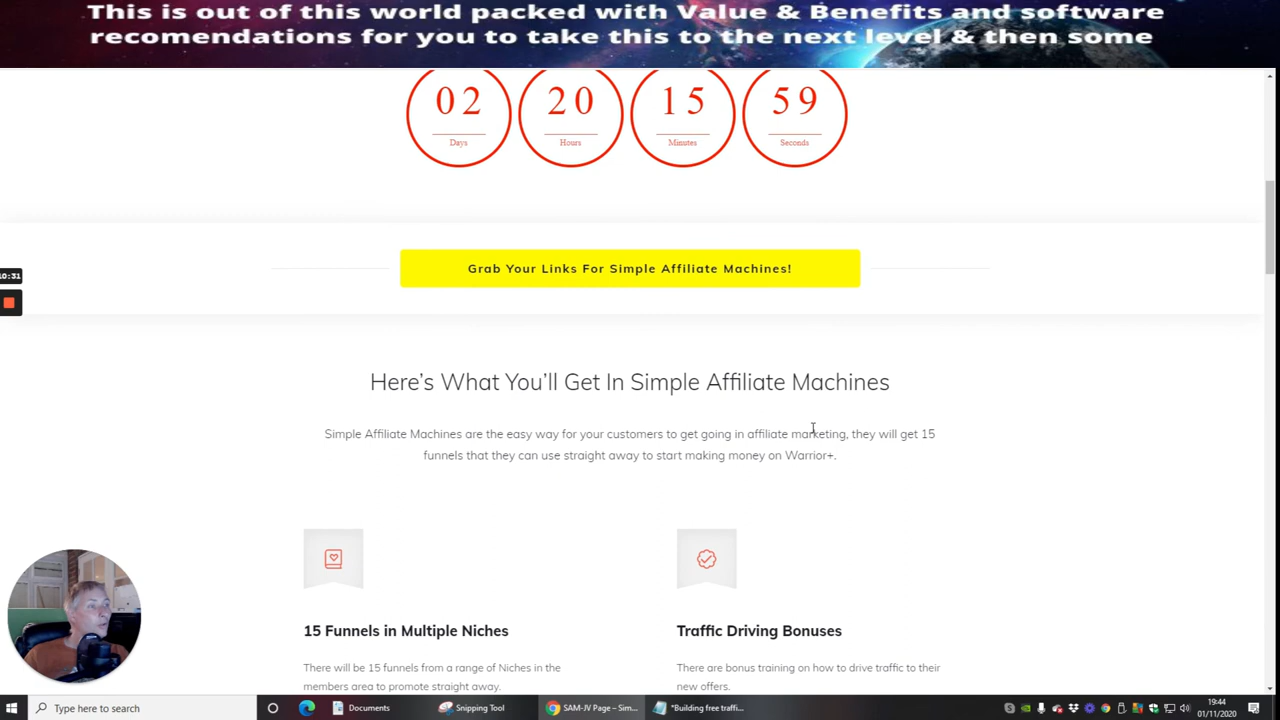 This is out of this world packed with Value & Benefits and software
recomendations for you to take this to the next level & then some
02 20 15 59
Days Hours Minutes Seconds
Grab Your Links For Simple Affiliate Machines!
10:31
Here's What You'll Get In Simple Affiliate Machines
Simple Affiliate Machines are the easy way for your customers to get going in affiliate marketing, they will get 15
funnels that they can use straight away to start making money on Warrior+.
15 Funnels in Multiple Niches
There will be 15 funnels from a range of Niches in the
members area to promote straight away.
Traffic Driving Bonuses
There are bonus training on how to drive traffic to their
new offers.
Type here to search
Documents
Snipping Tool
SAM-JV Page – Sim...
*Building free traffi...
19:44
01/11/2020